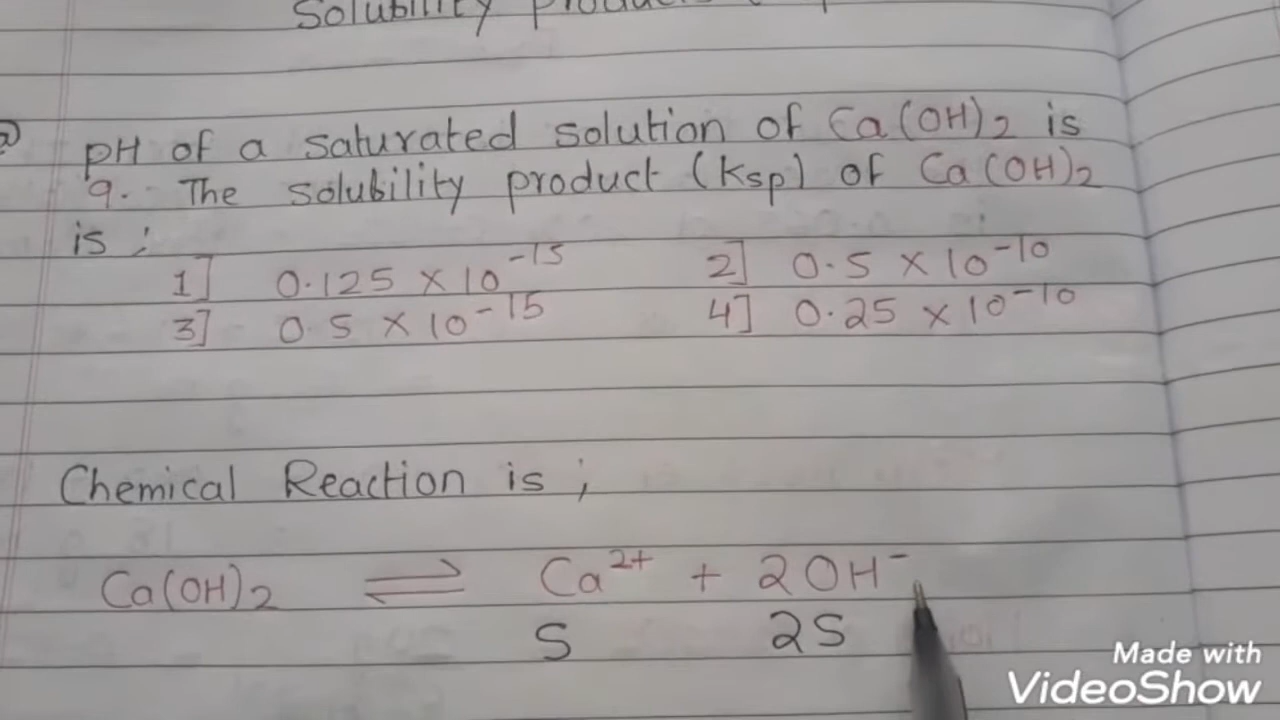 Solubility
pH of a saturated solution of Ca(OH)2 is
9. The solubility product (Ksp) of Ca(OH)2
is ;
1] 0.125 × 10⁻¹⁵ 2] 0.5 × 10⁻¹⁰
3] 0.5 × 10⁻¹⁵ 4] 0.25 × 10⁻¹⁰
Chemical Reaction is ;
Ca(OH)2 ⇌ Ca²⁺ + 2OH⁻
S 2S
Made with
VideoShow